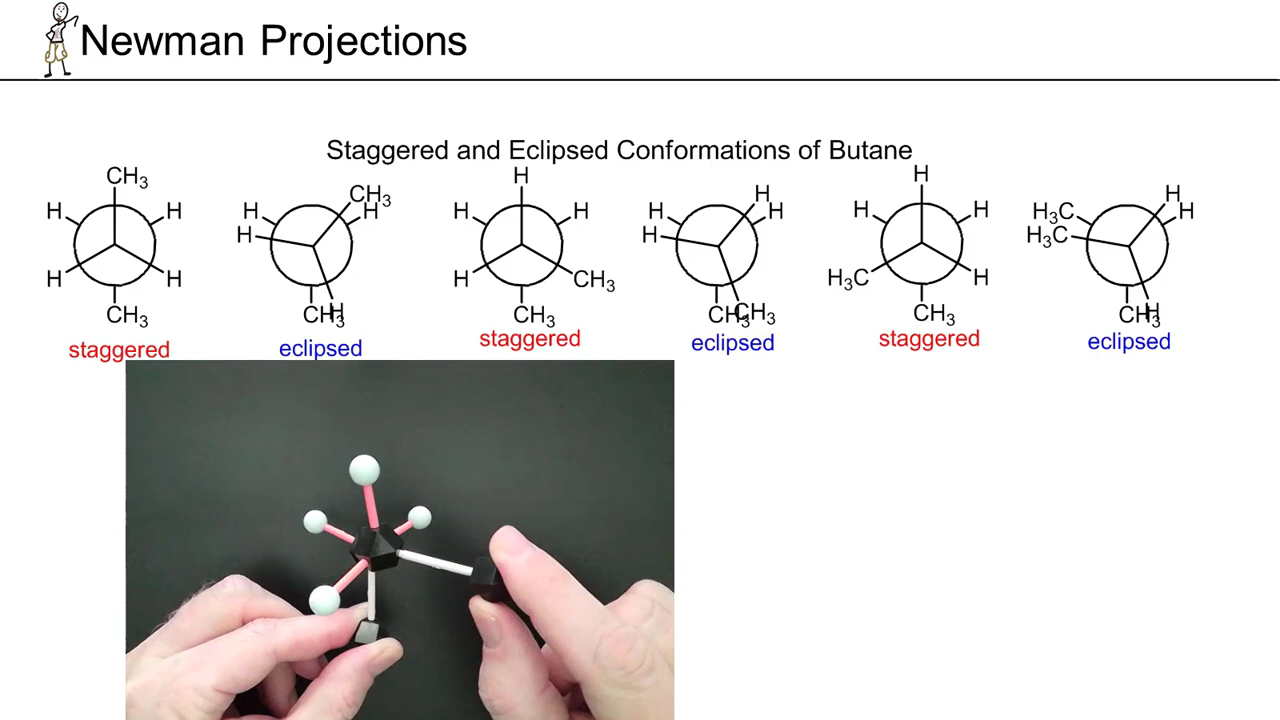 Newman Projections
Staggered and Eclipsed Conformations of Butane
CH₃ H H H H CH₃
CH₃ H H H H CH₃
H H H H CH₃ CH₃
H H H H CH₃ CH₃
H H H H₃C H CH₃
H H H₃C H₃C H CH₃
staggered eclipsed staggered eclipsed staggered eclipsed